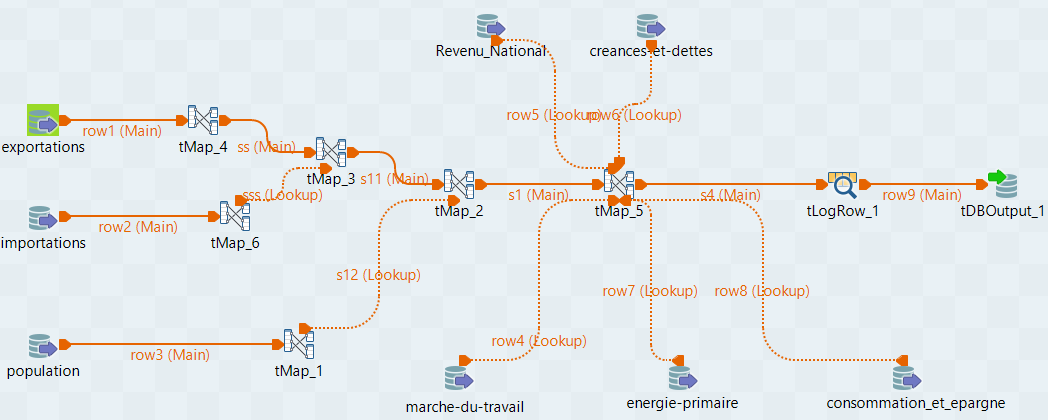 Revenu_National
creances-et-dettes
row5 (Lookup)
row6 (Lookup)
exportations
row1 (Main)
tMap_4
ss (Main)
tMap_3
s11 (Main)
sss (Lookup)
importations
row2 (Main)
tMap_6
tMap_2
s1 (Main)
tMap_5
s4 (Main)
tLogRow_1
row9 (Main)
tDBOutput_1
s12 (Lookup)
row7 (Lookup)
row8 (Lookup)
population
row3 (Main)
tMap_1
row4 (Lookup)
marche-du-travail
energie-primaire
consommation_et_epargne